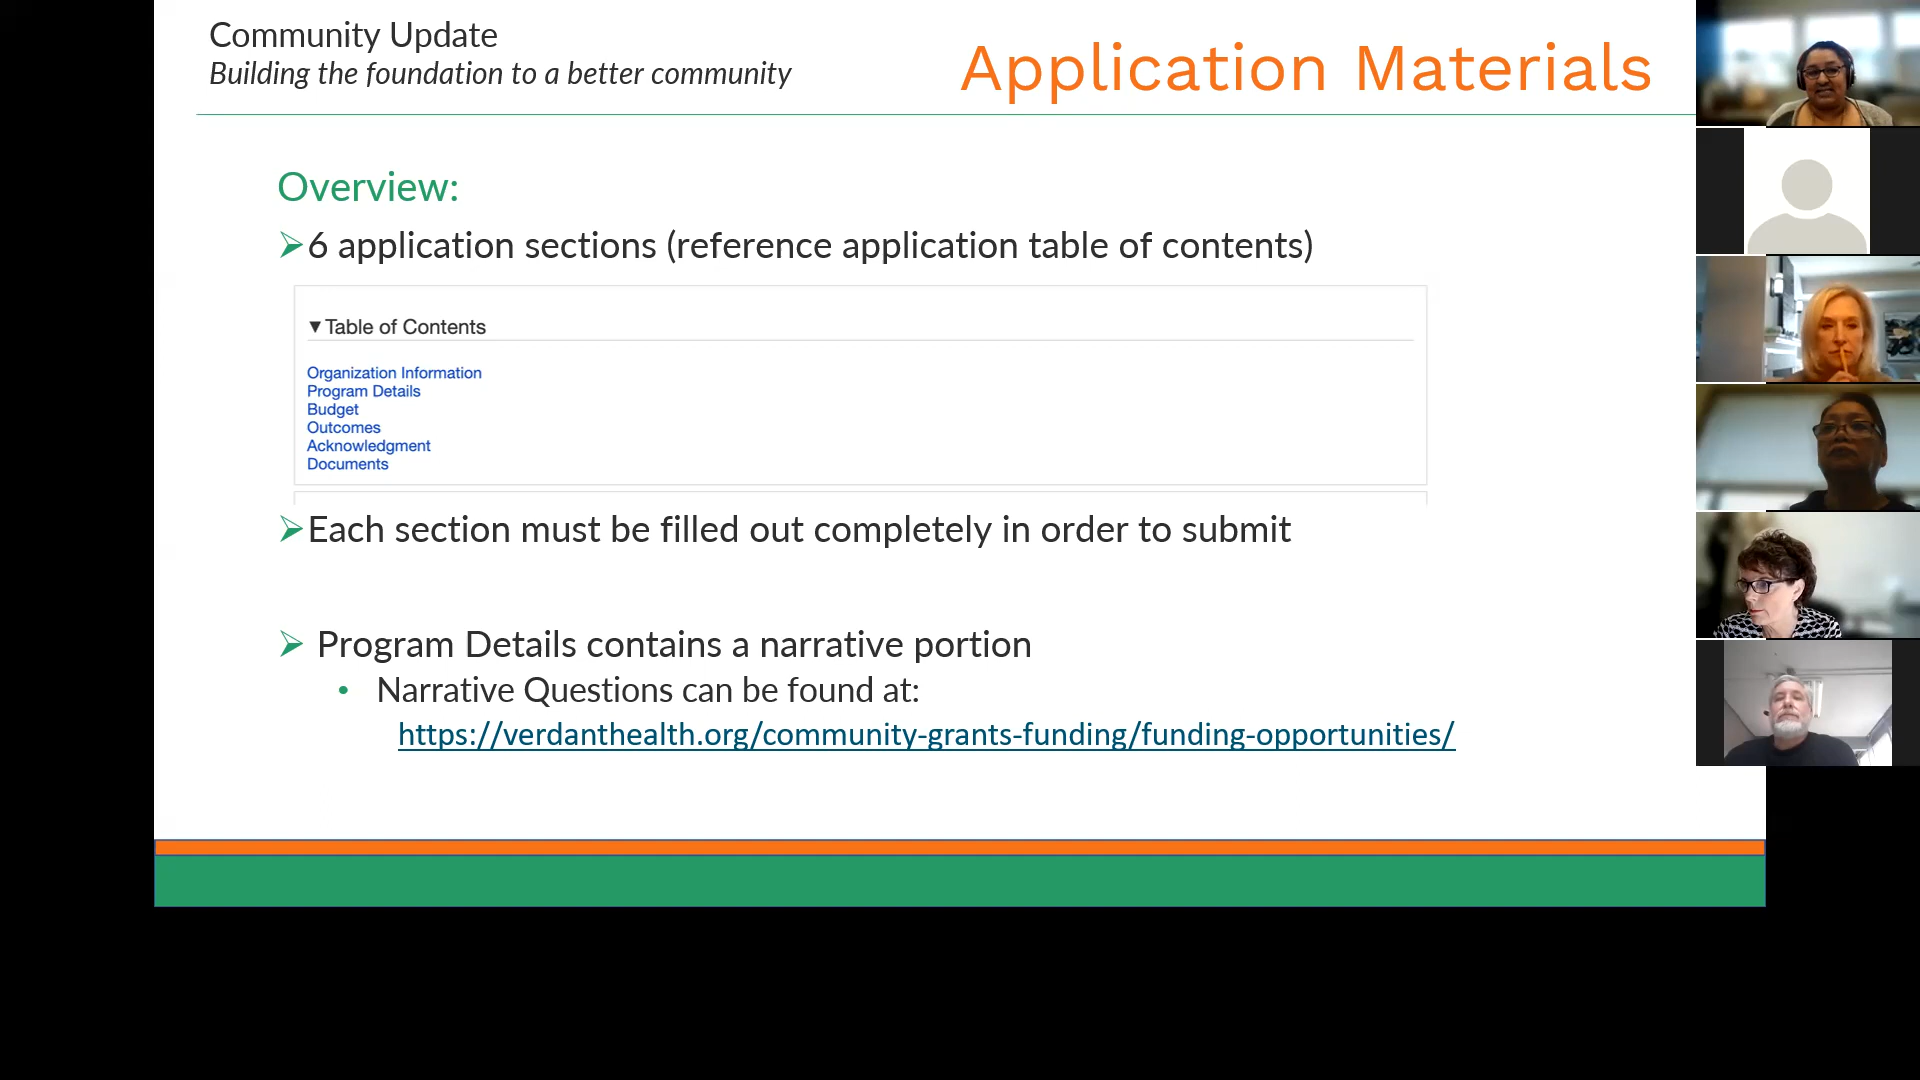 Community Update
Building the foundation to a better community
Application Materials
Overview:
➢6 application sections (reference application table of contents)
▼Table of Contents
Organization Information
Program Details
Budget
Outcomes
Acknowledgment
Documents
➢Each section must be filled out completely in order to submit
➢ Program Details contains a narrative portion
• Narrative Questions can be found at:
https://verdanthealth.org/community-grants-funding/funding-opportunities/